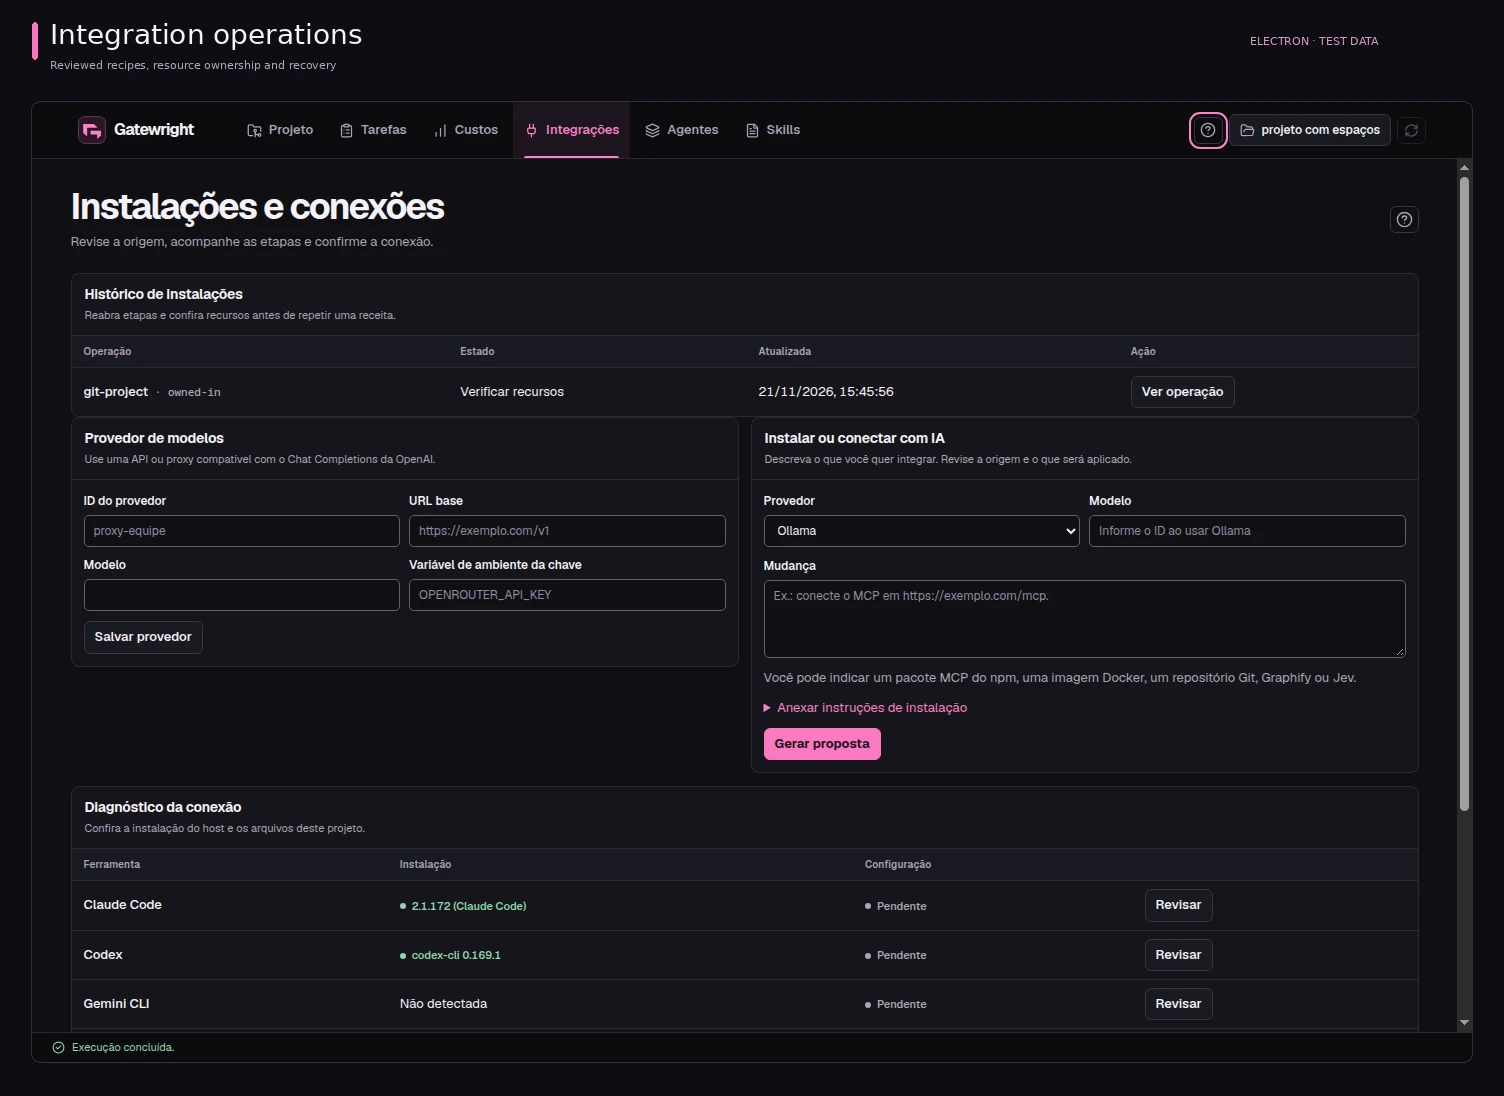 Integration operations
Reviewed recipes, resource ownership and recovery
ELECTRON · TEST DATA
Gatewright
Projeto
Tarefas
Custos
Integrações
Agentes
Skills
projeto com espaços
Instalações e conexões
Revise a origem, acompanhe as etapas e confirme a conexão.
Histórico de instalações
Reabra etapas e confira recursos antes de repetir uma receita.
Operação Estado Atualizada Ação
git-project · owned-in Verificar recursos 21/11/2026, 15:45:56 Ver operação
Provedor de modelos
Use uma API ou proxy compatível com o Chat Completions da OpenAI.
ID do provedor URL base
proxy-equipe https://exemplo.com/v1
Modelo Variável de ambiente da chave
OPENROUTER_API_KEY
Salvar provedor
Instalar ou conectar com IA
Descreva o que você quer integrar. Revise a origem e o que será aplicado.
Provedor Modelo
Ollama Informe o ID ao usar Ollama
Mudança
Ex.: conecte o MCP em https://exemplo.com/mcp.
Você pode indicar um pacote MCP do npm, uma imagem Docker, um repositório Git, Graphify ou Jev.
Anexar instruções de instalação
Gerar proposta
Diagnóstico da conexão
Confira a instalação do host e os arquivos deste projeto.
Ferramenta Instalação Configuração
Claude Code 2.1.172 (Claude Code) Pendente Revisar
Codex codex-cli 0.169.1 Pendente Revisar
Gemini CLI Não detectada Pendente Revisar
Execução concluída.